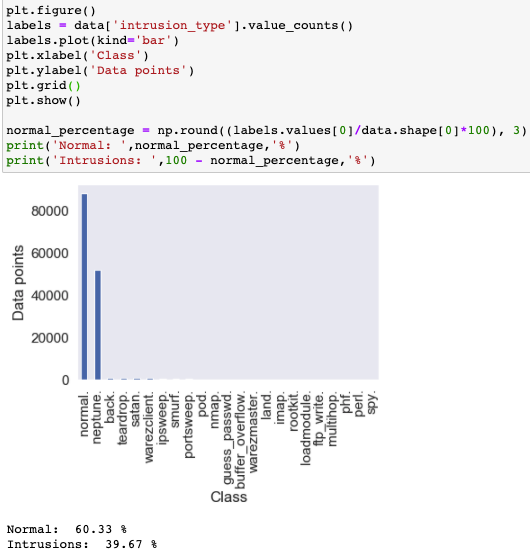 plt.figure()
labels = data['intrusion_type'].value_counts()
labels.plot(kind='bar')
plt.xlabel('Class')
plt.ylabel('Data points')
plt.grid()
plt.show()
normal_percentage = np.round((labels.values[0]/data.shape[0]*100), 3)
print('Normal: ',normal_percentage,'%')
print('Intrusions: ',100 - normal_percentage,'%')
80000
60000
40000
20000
0
Data points
normal.
neptune.
back.
teardrop.
satan.
warezclient.
ipsweep.
smurf.
portsweep.
pod.
nmap.
guess_passwd.
buffer_overflow.
warezmaster.
land.
imap.
rootkit.
loadmodule.
ftp_write.
multihop.
phf.
perl.
spy.
Class
Normal:  60.33 %
Intrusions:  39.67 %